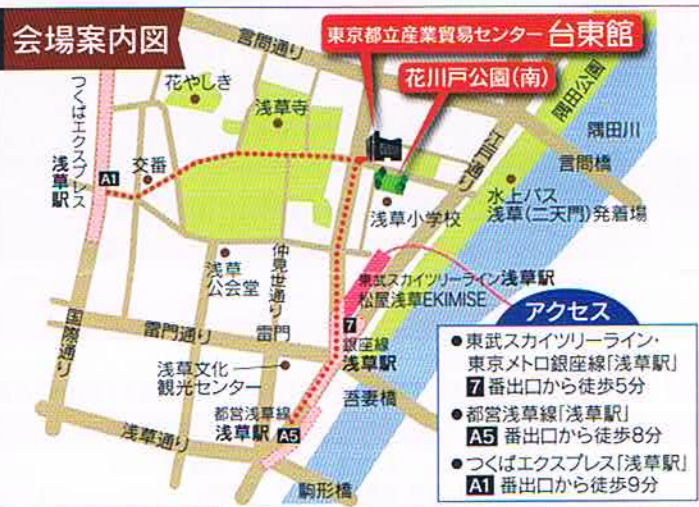 会場案内図
言問通り
東京都立産業貿易センター 台東館
花川戸公園(南)
つくばエクスプレス
浅草駅
A1
花やしき
浅草寺
交番
江戸通り
隅田公園
隅田川
言問橋
浅草小学校
水上バス
浅草(二天門)発着場
浅草
公会堂
仲見世通り
東武スカイツリーライン浅草駅
松屋浅草EKIMISE
7
銀座線
浅草駅
国際通り
雷門通り
雷門
浅草文化
観光センター
吾妻橋
都営浅草線
浅草駅 A5
浅草通り
駒形橋
アクセス
●東武スカイツリーライン・
東京メトロ銀座線「浅草駅」
7 番出口から徒歩5分
●都営浅草線「浅草駅」
A5 番出口から徒歩8分
●つくばエクスプレス「浅草駅」
A1 番出口から徒歩9分